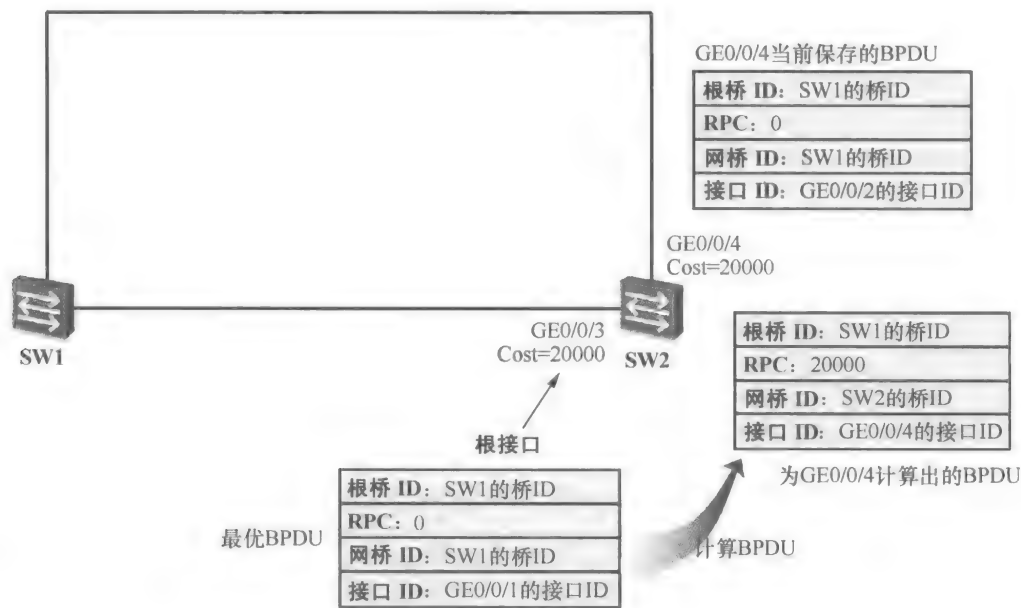 GE0/0/4当前保存的BPDU
根桥 ID：SW1的桥ID
RPC：0
网桥 ID：SW1的桥ID
接口 ID：GE0/0/2的接口ID
GE0/0/4
Cost=20000
SW1
GE0/0/3
Cost=20000
SW2
根桥 ID：SW1的桥ID
RPC：20000
网桥 ID：SW2的桥ID
接口 ID：GE0/0/4的接口ID
为GE0/0/4计算出的BPDU
根接口
最优BPDU
根桥 ID：SW1的桥ID
RPC：0
网桥 ID：SW1的桥ID
接口 ID：GE0/0/1的接口ID
计算BPDU